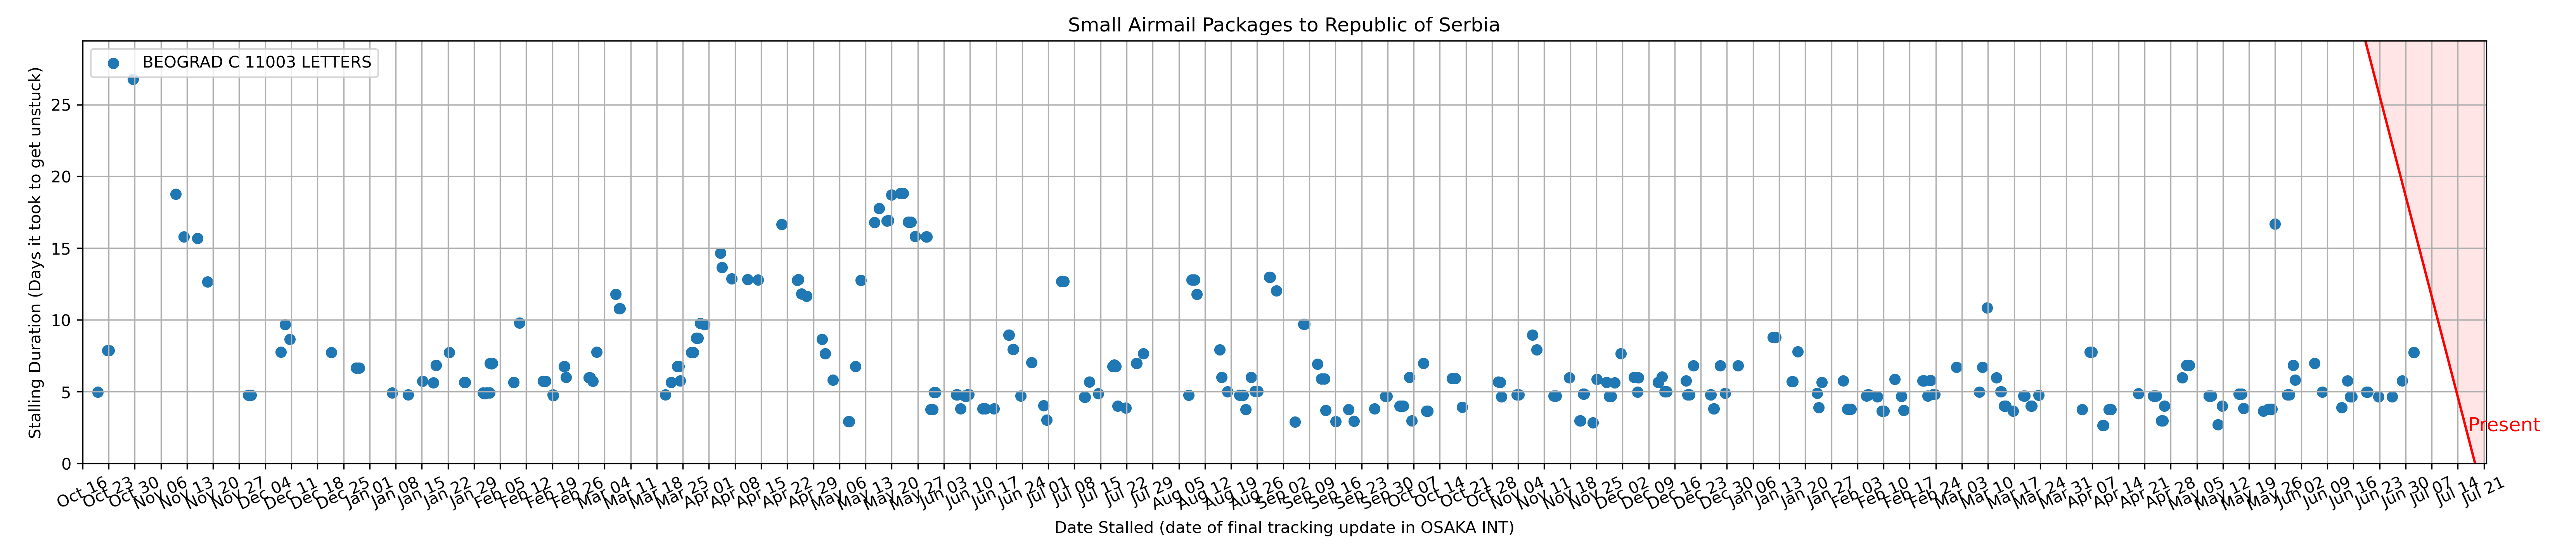 Small Airmail Packages to Republic of Serbia
BEOGRAD C 11003 LETTERS
Stalling Duration (Days it took to get unstuck)
25
20
15
10
5
0
Present
Oct 16 Oct 23 Oct 30 Nov 06 Nov 13 Nov 20 Nov 27 Dec 04 Dec 11 Dec 18 Dec 25 Jan 01 Jan 08 Jan 15 Jan 22 Jan 29 Feb 05 Feb 12 Feb 19 Feb 26 Mar 04 Mar 11 Mar 18 Mar 25 Apr 01 Apr 08 Apr 15 Apr 22 Apr 29 May 06 May 13 May 20 May 27 Jun 03 Jun 10 Jun 17 Jun 24 Jul 01 Jul 08 Jul 15 Jul 22 Jul 29 Aug 05 Aug 12 Aug 19 Aug 26 Sep 02 Sep 09 Sep 16 Sep 23 Sep 30 Oct 07 Oct 14 Oct 21 Oct 28 Nov 04 Nov 11 Nov 18 Nov 25 Dec 02 Dec 09 Dec 16 Dec 23 Dec 30 Jan 06 Jan 13 Jan 20 Jan 27 Feb 03 Feb 10 Feb 17 Feb 24 Mar 03 Mar 10 Mar 17 Mar 24 Mar 31 Apr 07 Apr 14 Apr 21 Apr 28 May 05 May 12 May 19 May 26 Jun 02 Jun 09 Jun 16 Jun 23 Jun 30 Jul 07 Jul 14 Jul 21
Date Stalled (date of final tracking update in OSAKA INT)